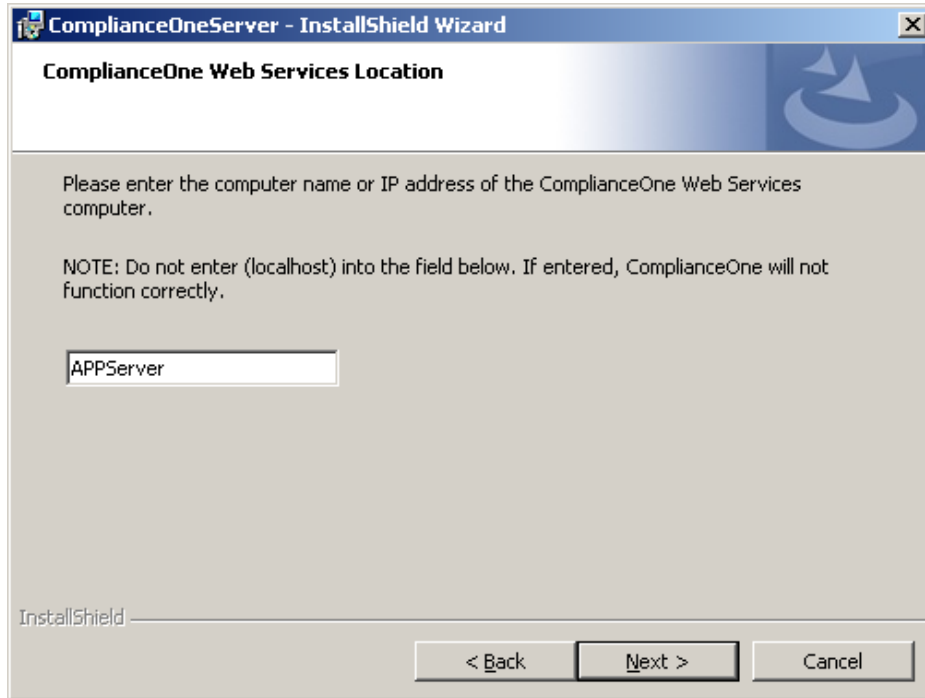 ComplianceOneServer - InstallShield Wizard
ComplianceOne Web Services Location
Please enter the computer name or IP address of the ComplianceOne Web Services
computer.
NOTE: Do not enter (localhost) into the field below. If entered, ComplianceOne will not
function correctly.
APPServer
InstallShield
< Back
Next >
Cancel